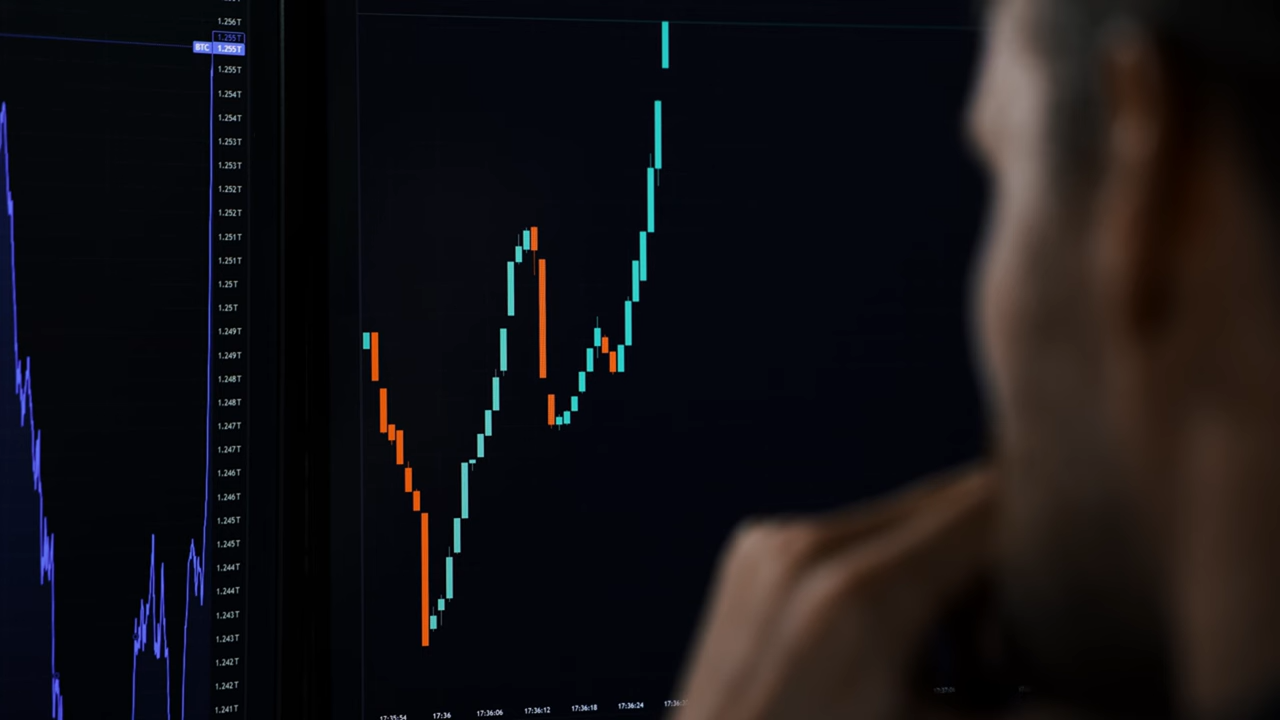 1.256T
1.255T
BTC 1.255T
1.255T
1.254T
1.254T
1.253T
1.253T
1.252T
1.252T
1.251T
1.251T
1.25T
1.25T
1.249T
1.249T
1.248T
1.248T
1.247T
1.247T
1.246T
1.246T
1.245T
1.245T
1.244T
1.244T
1.243T
1.243T
1.242T
1.242T
1.241T
17:35:54 17:36 17:36:06 17:36:12 17:36:18 17:36:24